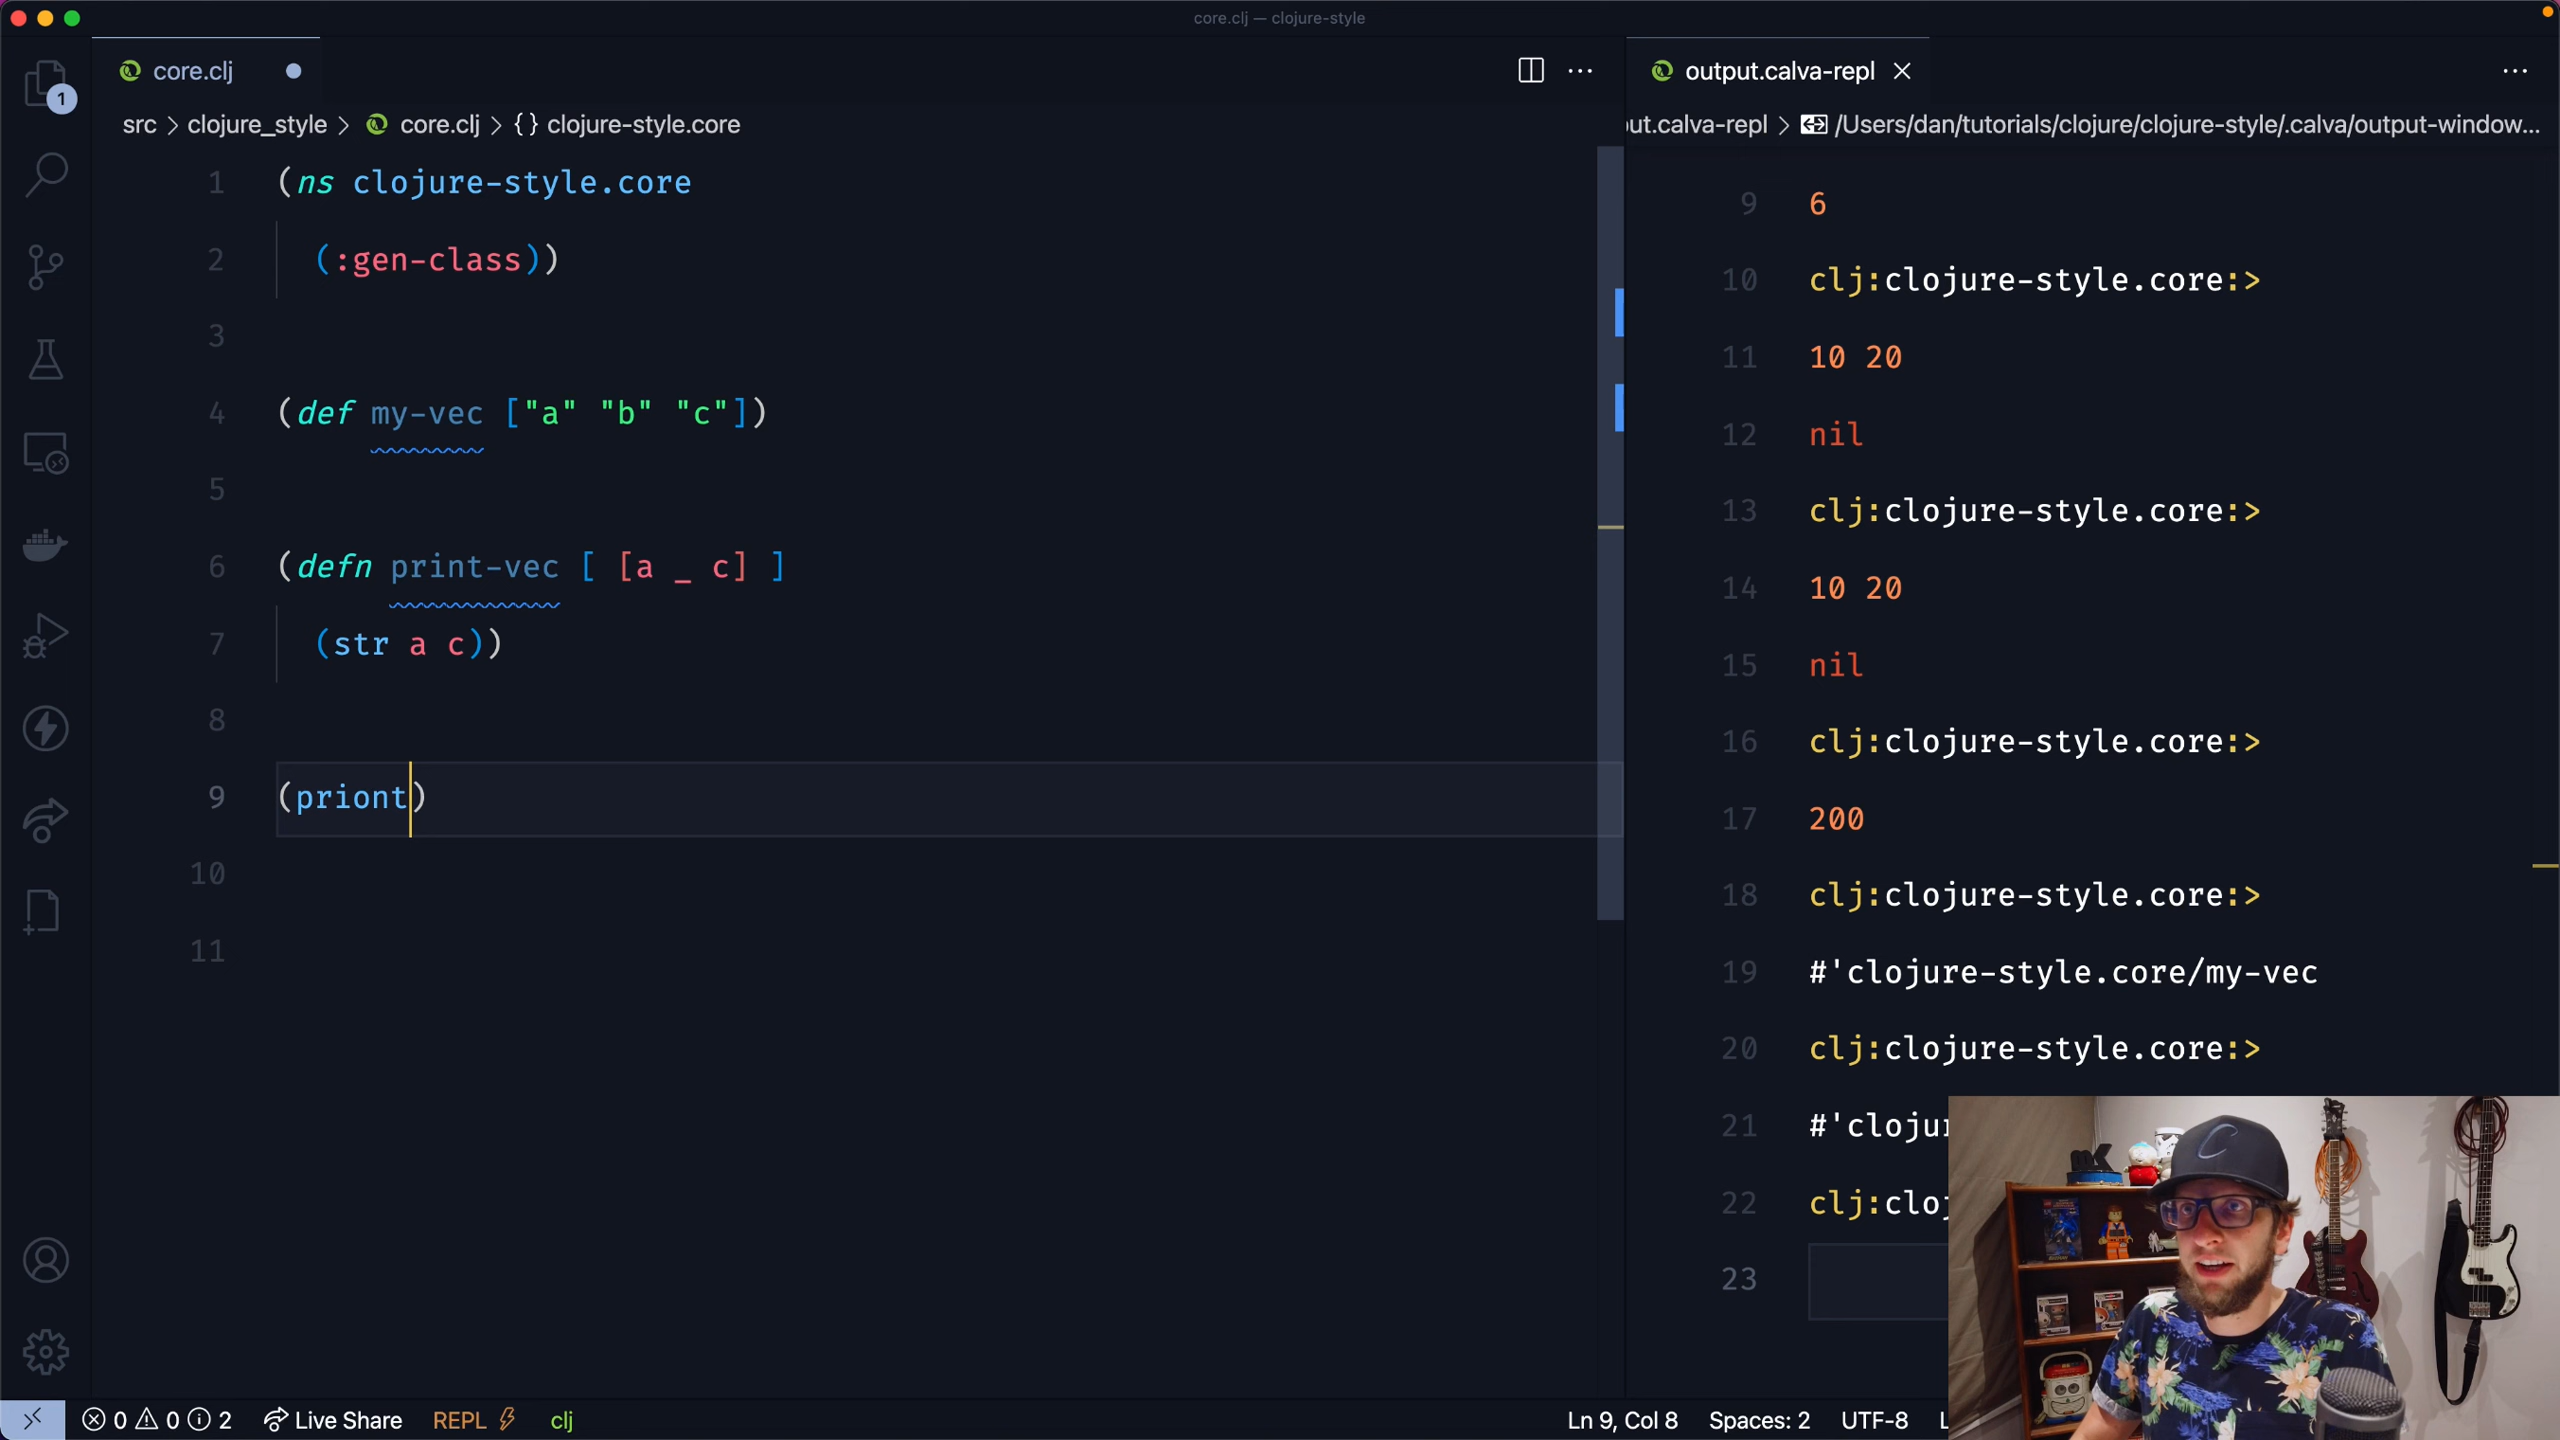 core.clj — clojure-style
core.clj
output.calva-repl
1
src > clojure_style > core.clj > {} clojure-style.core
ut.calva-repl > /Users/dan/tutorials/clojure/clojure-style/.calva/output-window...
1 (ns clojure-style.core
2 (:gen-class))
3
4 (def my-vec ["a" "b" "c"])
5
6 (defn print-vec [ [a _ c] ]
7 (str a c))
8
9 (priont)
10
11
9 6
10 clj:clojure-style.core:>
11 10 20
12 nil
13 clj:clojure-style.core:>
14 10 20
15 nil
16 clj:clojure-style.core:>
17 200
18 clj:clojure-style.core:>
19 #'clojure-style.core/my-vec
20 clj:clojure-style.core:>
21 #'clojur
22 clj:cloj
23
0 0 2 Live Share REPL clj
Ln 9, Col 8 Spaces: 2 UTF-8 L